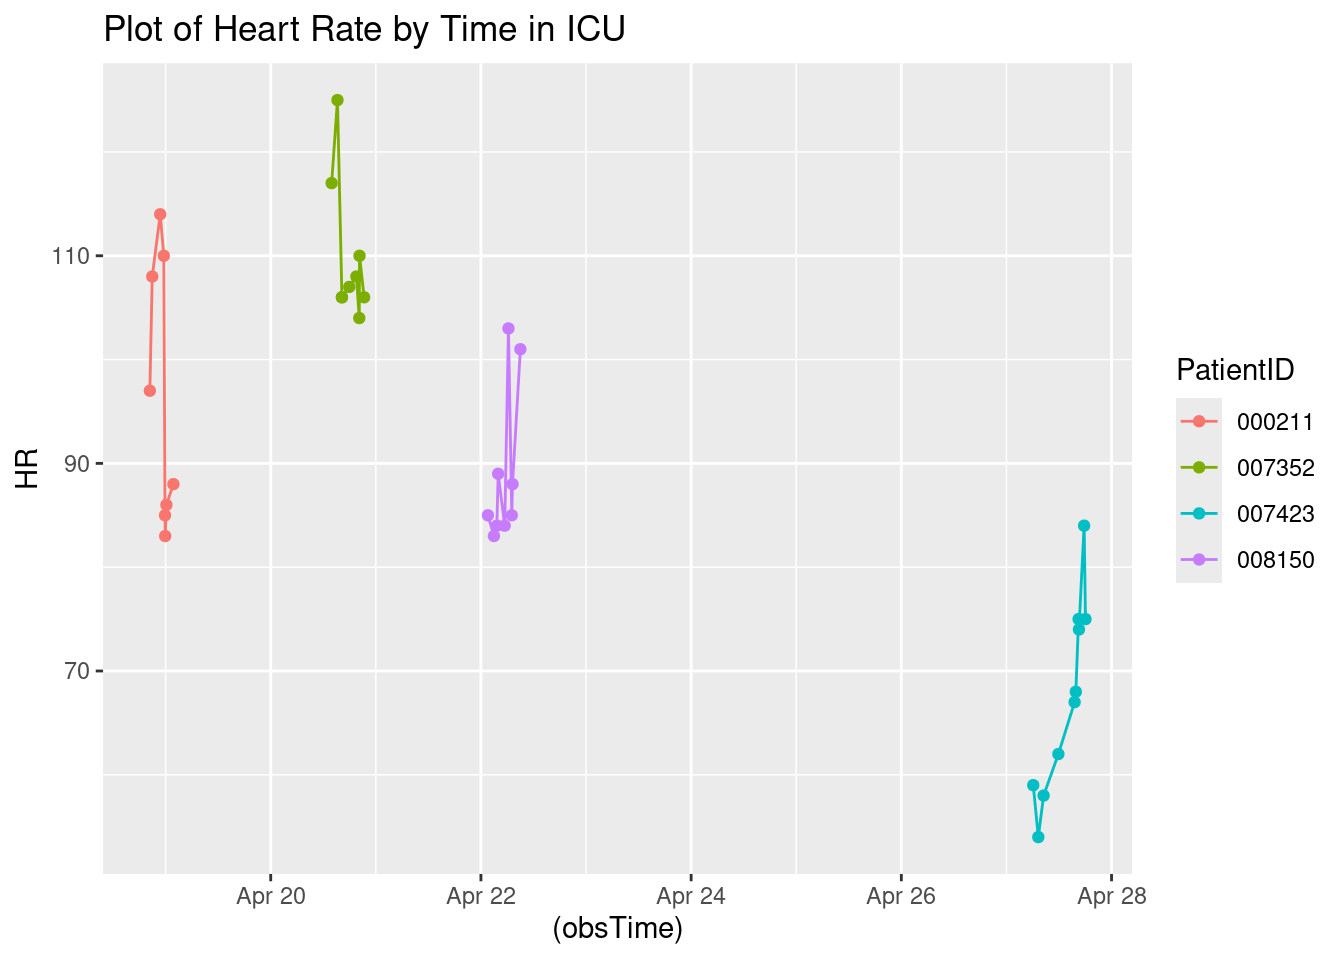 Plot of Heart Rate by Time in ICU
110
90
70
HR
Apr 20
Apr 22
Apr 24
Apr 26
Apr 28
(obsTime)
PatientID
000211
007352
007423
008150